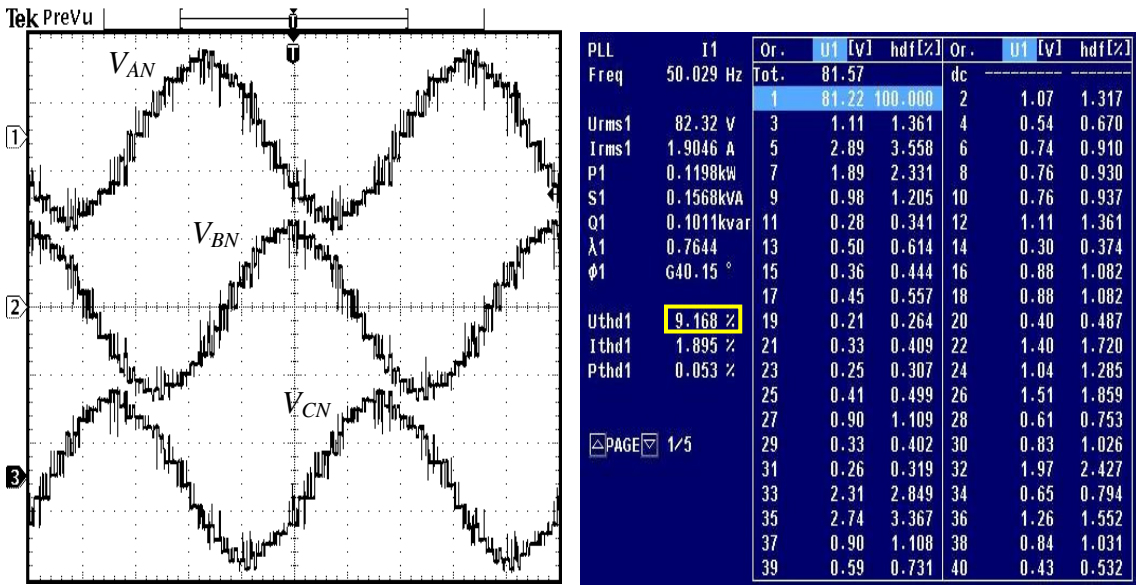 Tek PreVu
V_AN
1
V_BN
2
V_CN
3
PLL I1
Freq 50.029 Hz
Urms1 82.32 V
Irms1 1.9046 A
P1 0.1198kW
S1 0.1568kVA
Q1 0.1011kvar
λ1 0.7644
ϕ1 G40.15 °
Uthd1 9.168 %
Ithd1 1.895 %
Pthd1 0.053 %
△PAGE▽ 1/5
Or. U1 [V] hdf[%] Or. U1 [V] hdf[%]
Tot. 81.57 dc -------- --------
1 81.22 100.000 2 1.07 1.317
3 1.11 1.361 4 0.54 0.670
5 2.89 3.558 6 0.74 0.910
7 1.89 2.331 8 0.76 0.930
9 0.98 1.205 10 0.76 0.937
11 0.28 0.341 12 1.11 1.361
13 0.50 0.614 14 0.30 0.374
15 0.36 0.444 16 0.88 1.082
17 0.45 0.557 18 0.88 1.082
19 0.21 0.264 20 0.40 0.487
21 0.33 0.409 22 1.40 1.720
23 0.25 0.307 24 1.04 1.285
25 0.41 0.499 26 1.51 1.859
27 0.90 1.109 28 0.61 0.753
29 0.33 0.402 30 0.83 1.026
31 0.26 0.319 32 1.97 2.427
33 2.31 2.849 34 0.65 0.794
35 2.74 3.367 36 1.26 1.552
37 0.90 1.108 38 0.84 1.031
39 0.59 0.731 40 0.43 0.532